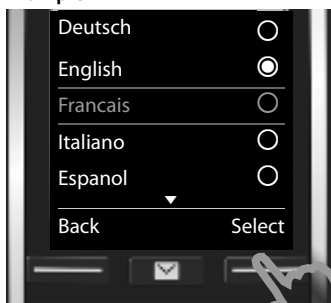 Deutsch
English
Francais
Italiano
Espanol
Back Select